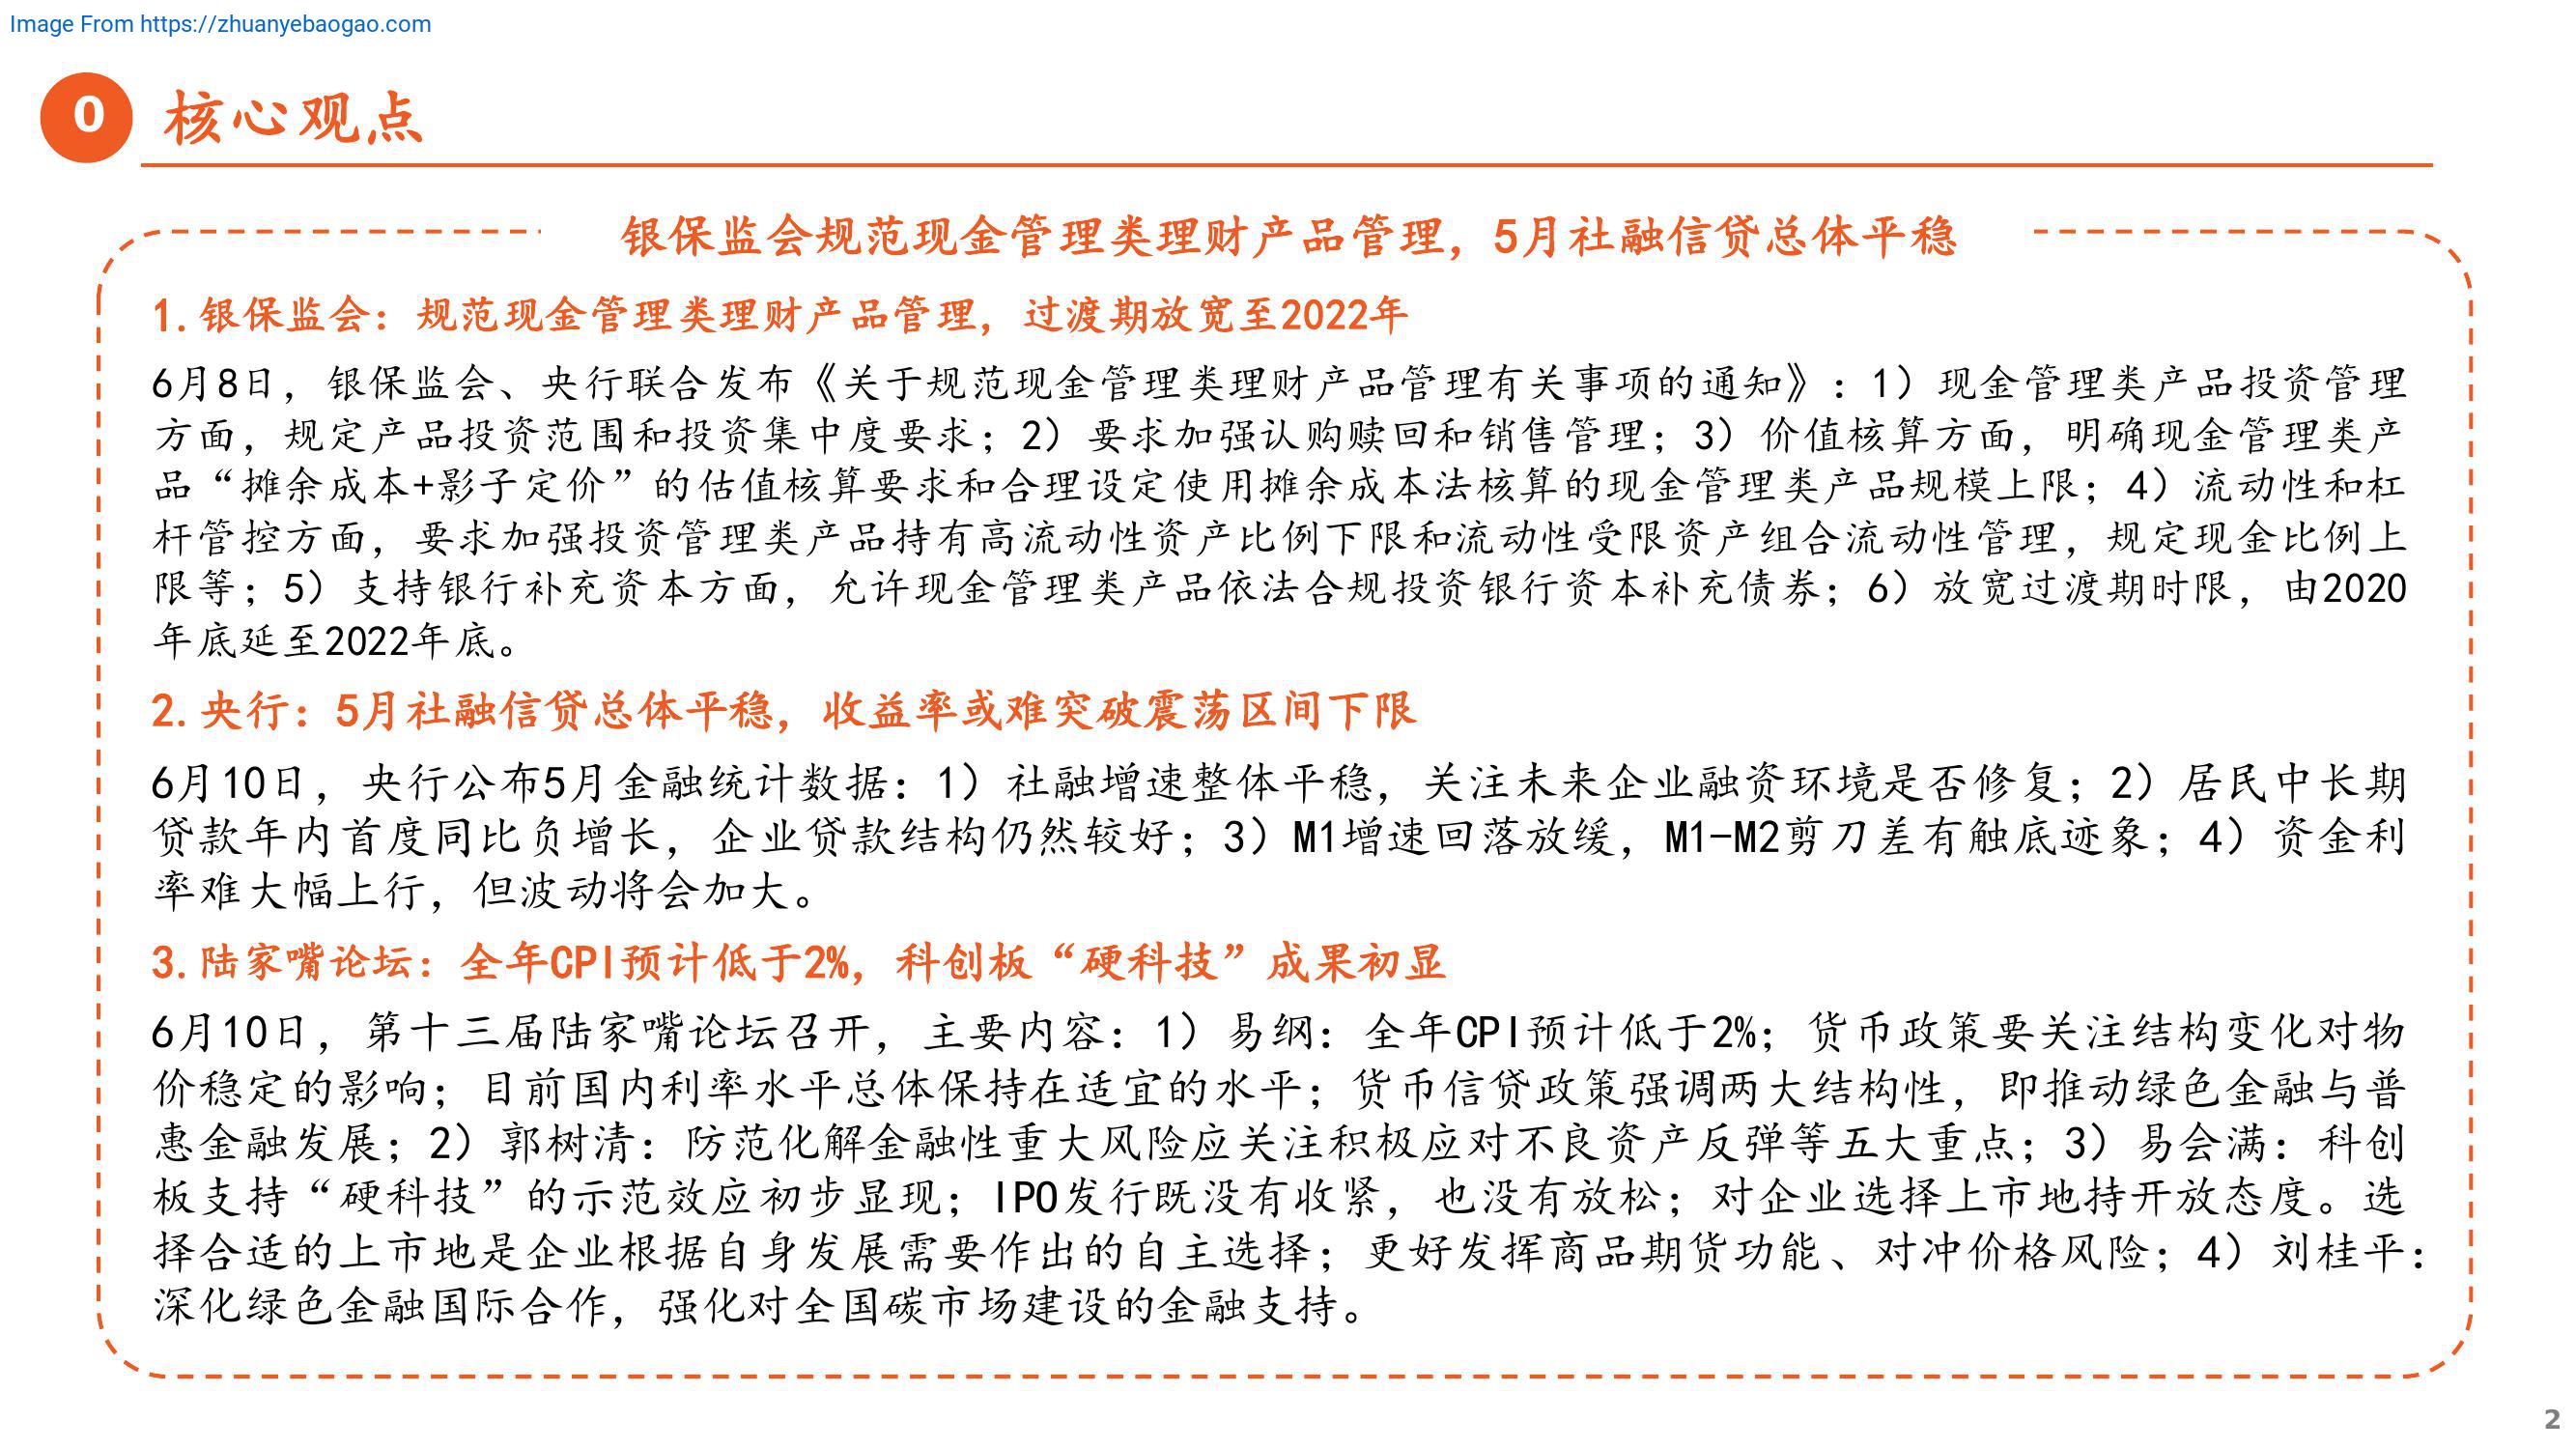 Image From https://zhuanyebaogao.com
0 核心观点
银保监会规范现金管理类理财产品管理，5月社融信贷总体平稳
1.银保监会：规范现金管理类理财产品管理，过渡期放宽至2022年
6月8日，银保监会、央行联合发布《关于规范现金管理类理财产品管理有关事项的通知》：1）现金管理类产品投资管理
方面，规定产品投资范围和投资集中度要求；2）要求加强认购赎回和销售管理；3）价值核算方面，明确现金管理类产
品“摊余成本+影子定价”的估值核算要求和合理设定使用摊余成本法核算的现金管理类产品规模上限；4）流动性和杠
杆管控方面，要求加强投资管理类产品持有高流动性资产比例下限和流动性受限资产组合流动性管理，规定现金比例上
限等；5）支持银行补充资本方面，允许现金管理类产品依法合规投资银行资本补充债券；6）放宽过渡期时限，由2020
年底延至2022年底。
2.央行：5月社融信贷总体平稳，收益率或难突破震荡区间下限
6月10日，央行公布5月金融统计数据：1）社融增速整体平稳，关注未来企业融资环境是否修复；2）居民中长期
贷款年内首度同比负增长，企业贷款结构仍然较好；3）M1增速回落放缓，M1-M2剪刀差有触底迹象；4）资金利
率难大幅上行，但波动将会加大。
3.陆家嘴论坛：全年CPI预计低于2%，科创板“硬科技”成果初显
6月10日，第十三届陆家嘴论坛召开，主要内容：1）易纲：全年CPI预计低于2%；货币政策要关注结构变化对物
价稳定的影响；目前国内利率水平总体保持在适宜的水平；货币信贷政策强调两大结构性，即推动绿色金融与普
惠金融发展；2）郭树清：防范化解金融性重大风险应关注积极应对不良资产反弹等五大重点；3）易会满：科创
板支持“硬科技”的示范效应初步显现；IPO发行既没有收紧，也没有放松；对企业选择上市地持开放态度。选
择合适的上市地是企业根据自身发展需要作出的自主选择；更好发挥商品期货功能、对冲价格风险；4）刘桂平：
深化绿色金融国际合作，强化对全国碳市场建设的金融支持。
2